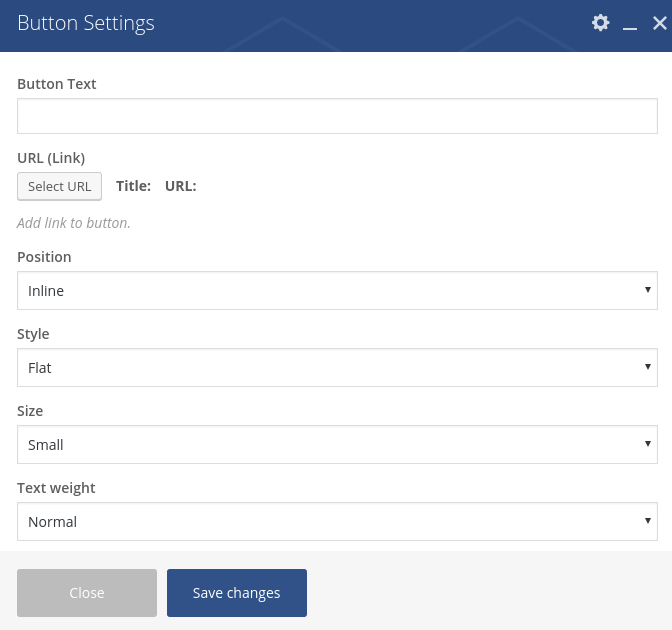 Button Settings
Button Text
URL (Link)
Select URL Title: URL:
Add link to button.
Position
Inline
Style
Flat
Size
Small
Text weight
Normal
Close Save changes